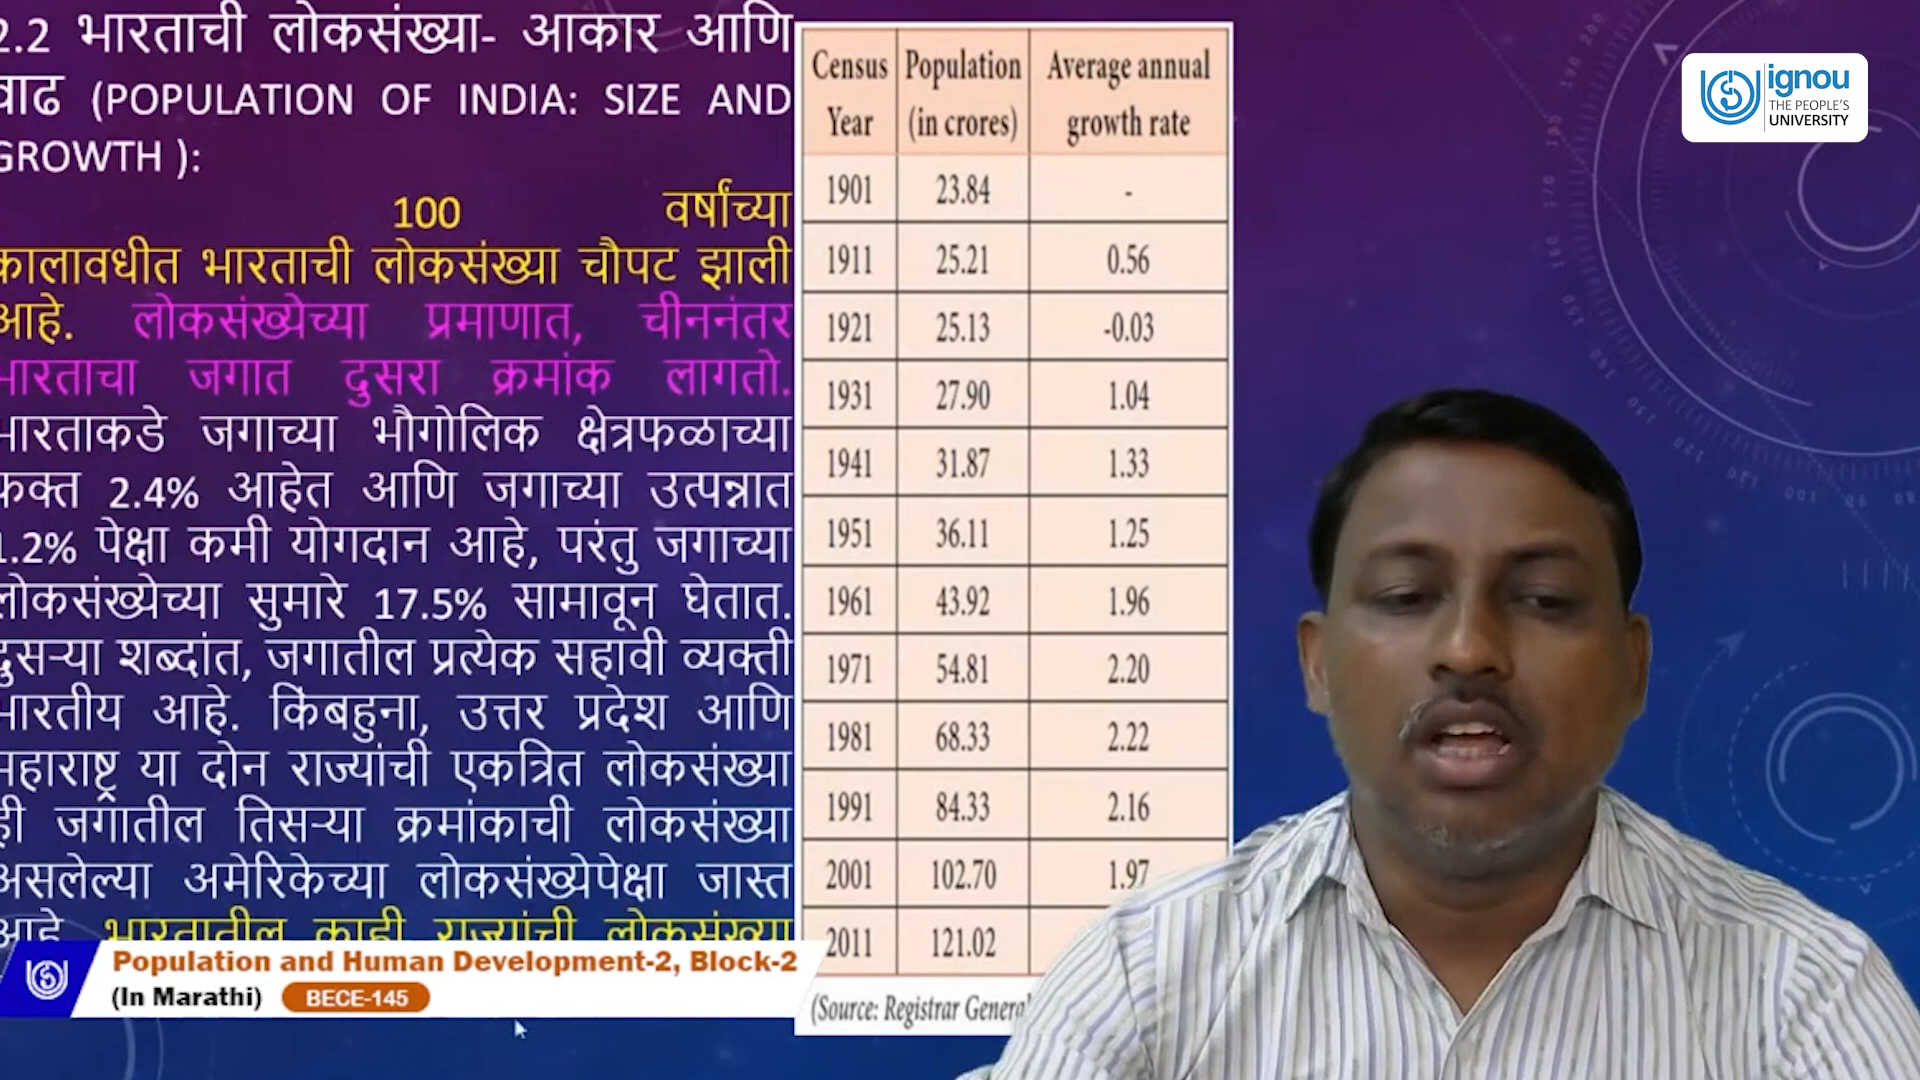 2.2 भारताची लोकसंख्या- आकार आणि
वाढ (POPULATION OF INDIA: SIZE AND
GROWTH ):
100 वर्षांच्या
कालावधीत भारताची लोकसंख्या चौपट झाली
आहे. लोकसंख्येच्या प्रमाणात, चीननंतर
भारताचा जगात दुसरा क्रमांक लागतो.
भारताकडे जगाच्या भौगोलिक क्षेत्रफळाच्या
फक्त 2.4% आहेत आणि जगाच्या उत्पन्नात
1.2% पेक्षा कमी योगदान आहे, परंतु जगाच्या
लोकसंख्येच्या सुमारे 17.5% सामावून घेतात.
दुसऱ्या शब्दांत, जगातील प्रत्येक सहावी व्यक्ती
भारतीय आहे. किंबहुना, उत्तर प्रदेश आणि
महाराष्ट्र या दोन राज्यांची एकत्रित लोकसंख्या
ही जगातील तिसऱ्या क्रमांकाची लोकसंख्या
असलेल्या अमेरिकेच्या लोकसंख्येपेक्षा जास्त
आहे. भारतातील काही राज्यांची लोकसंख्या
Census Year Population (in crores) Average annual growth rate
1901 23.84 -
1911 25.21 0.56
1921 25.13 -0.03
1931 27.90 1.04
1941 31.87 1.33
1951 36.11 1.25
1961 43.92 1.96
1971 54.81 2.20
1981 68.33 2.22
1991 84.33 2.16
2001 102.70 1.97
2011 121.02
(Source: Registrar General
ignou
THE PEOPLE'S
UNIVERSITY
Population and Human Development-2, Block-2
(In Marathi) BECE-145